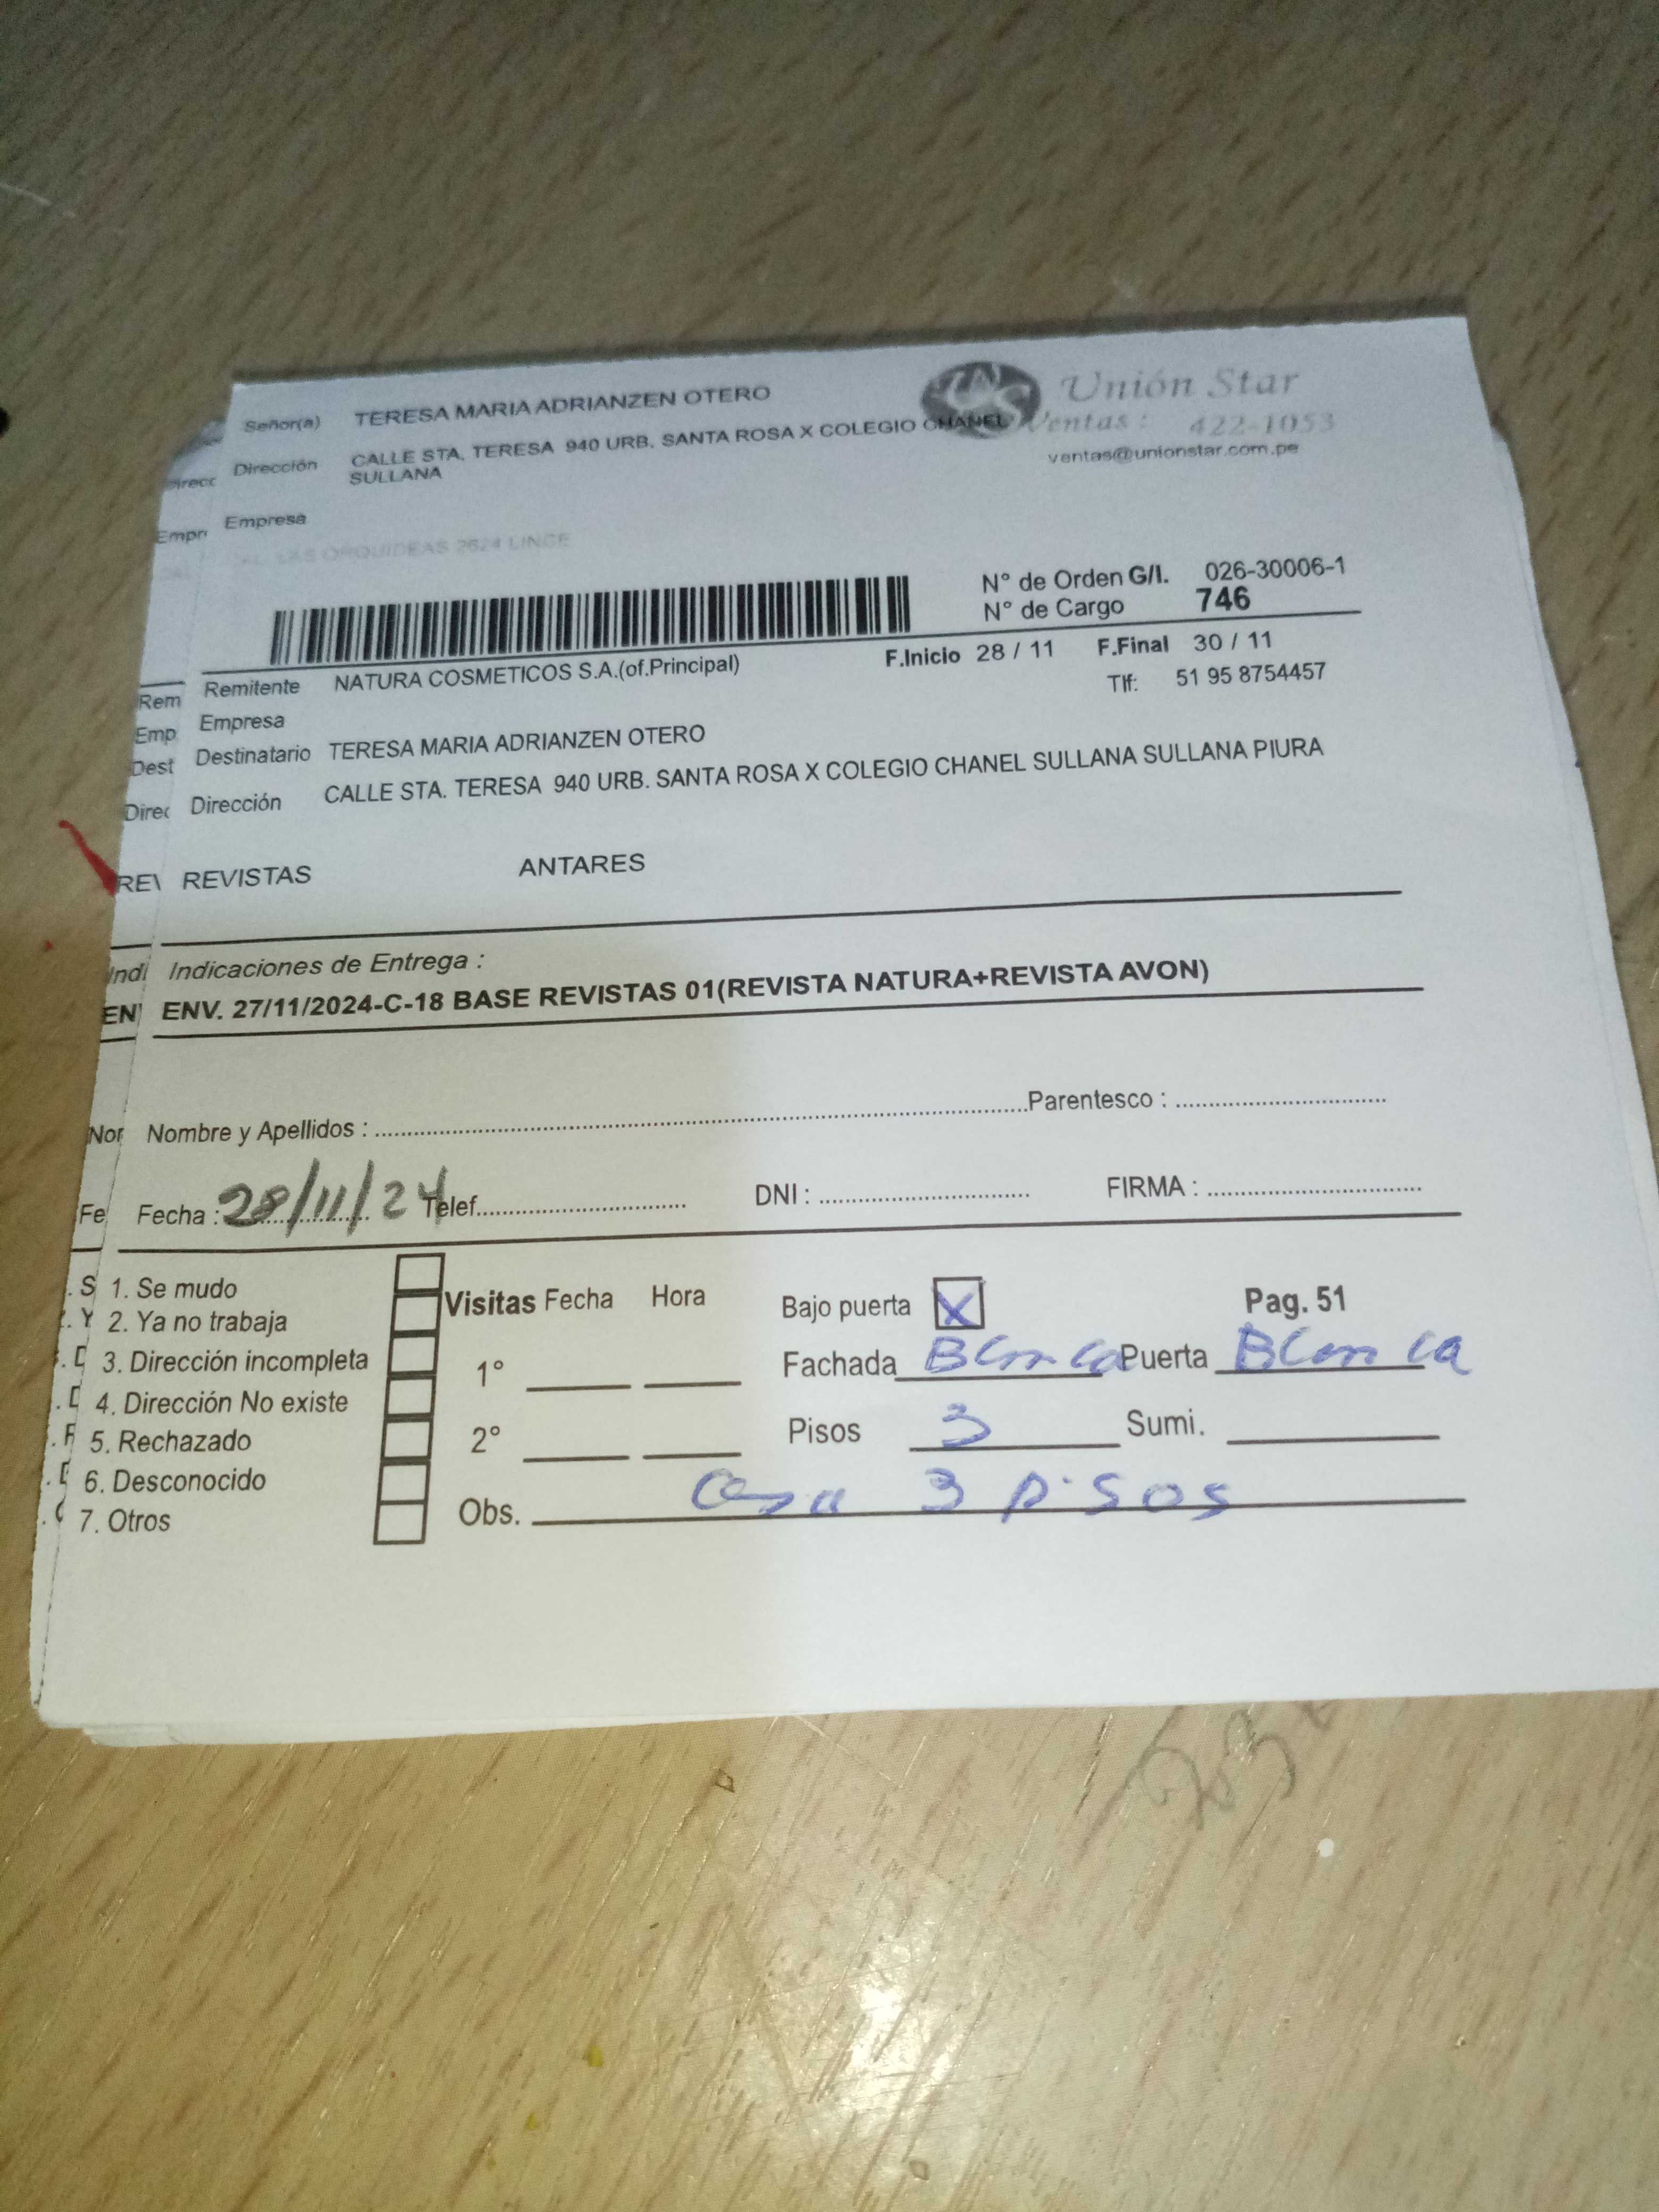 Señor(a) TERESA MARIA ADRIANZEN OTERO
Unión Star
Ventas : 422-1053
ventas@unionstar.com.pe
Dirección CALLE STA. TERESA 940 URB. SANTA ROSA X COLEGIO CHANEL
SULLANA
Empresa
LAS ORQUIDEAS 2624 LINCE
N° de Orden G/I. 026-30006-1
N° de Cargo 746
F.Inicio 28 / 11 F.Final 30 / 11
Remitente NATURA COSMETICOS S.A.(of.Principal)
Tlf: 51 95 8754457
Empresa
Destinatario TERESA MARIA ADRIANZEN OTERO
Dirección CALLE STA. TERESA 940 URB. SANTA ROSA X COLEGIO CHANEL SULLANA SULLANA PIURA
REVISTAS ANTARES
Indicaciones de Entrega :
ENV. 27/11/2024-C-18 BASE REVISTAS 01(REVISTA NATURA+REVISTA AVON)
Nombre y Apellidos : Parentesco :
Fecha : 28/11/24 Telef. DNI : FIRMA :
1. Se mudo
2. Ya no trabaja
3. Dirección incompleta
4. Dirección No existe
5. Rechazado
6. Desconocido
7. Otros
Visitas Fecha Hora
1°
2°
Bajo puerta X Pag. 51
Fachada Blanca Puerta Blanca
Pisos 3 Sumi.
Obs. Casa 3 pisos